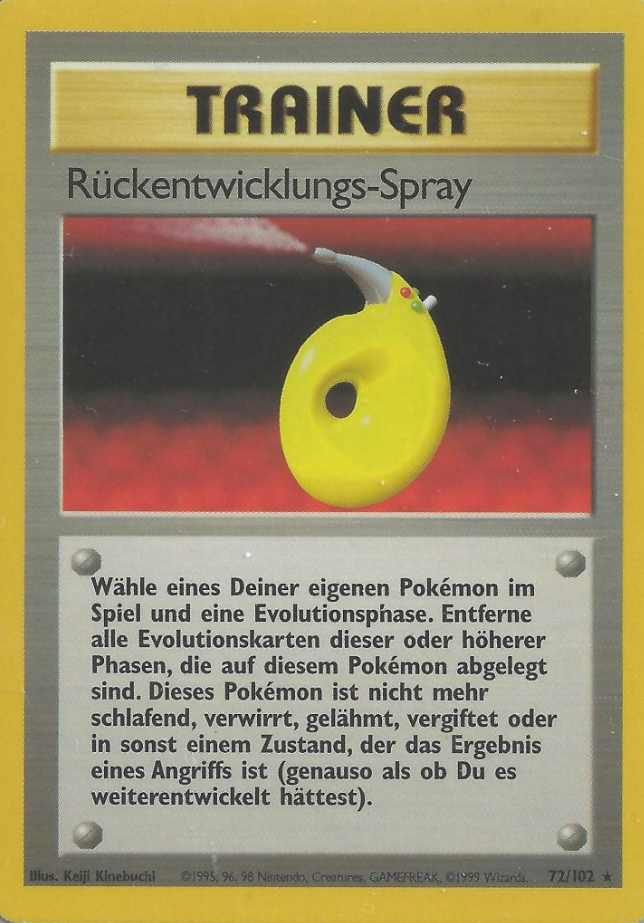 TRAINER
Rückentwicklungs-Spray
Wähle eines Deiner eigenen Pokémon im
Spiel und eine Evolutionsphase. Entferne
alle Evolutionskarten dieser oder höherer
Phasen, die auf diesem Pokémon abgelegt
sind. Dieses Pokémon ist nicht mehr
schlafend, verwirrt, gelähmt, vergiftet oder
in sonst einem Zustand, der das Ergebnis
eines Angriffs ist (genauso als ob Du es
weiterentwickelt hättest).
Illus. Keiji Kinebuchi ©1995, 96, 98 Nintendo, Creatures, GAMEFREAK. ©1999 Wizards. 72/102 ★